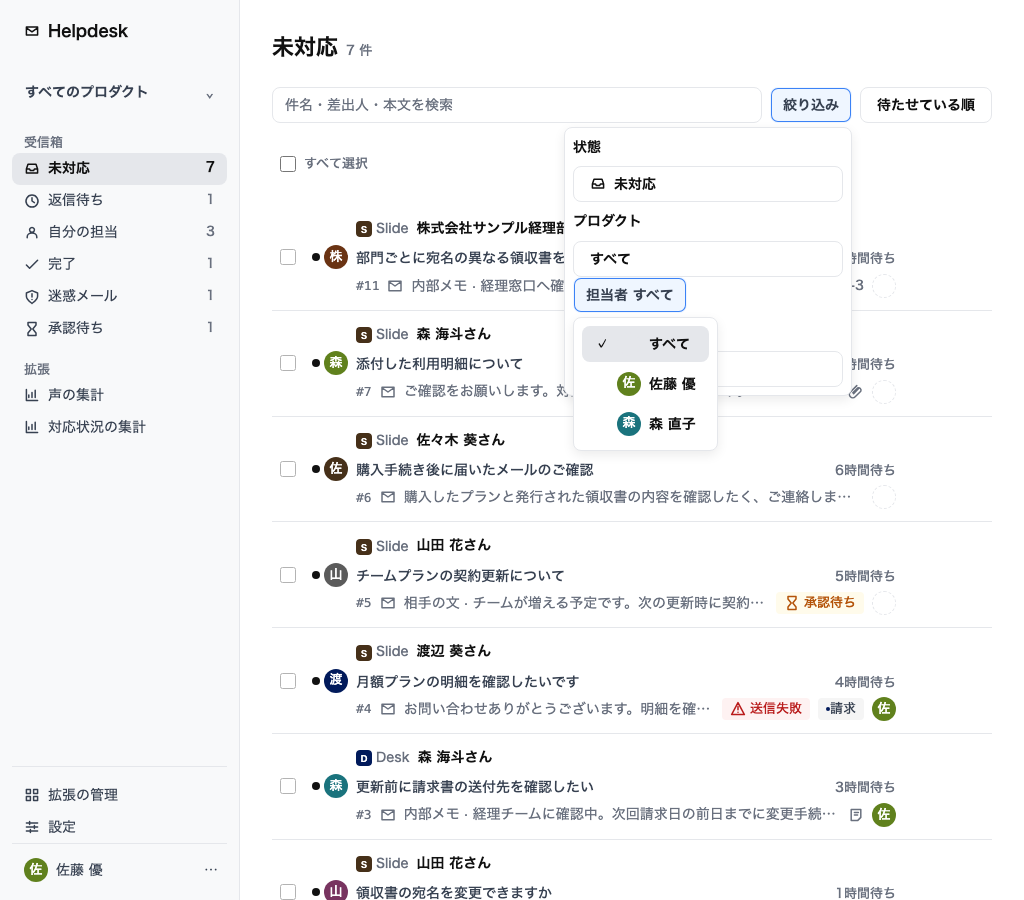 Helpdesk
すべてのプロダクト
受信箱
未対応 7
返信待ち 1
自分の担当 3
完了 1
迷惑メール 1
承認待ち 1
拡張
声の集計
対応状況の集計
拡張の管理
設定
佐 佐藤 優 …
未対応 7 件
件名・差出人・本文を検索
絞り込み
待たせている順
すべて選択
状態
未対応
プロダクト
すべて
担当者 すべて
✓ すべて
佐 佐藤 優
森 森 直子
S Slide 株式会社サンプル経理部
株 部門ごとに宛名の異なる領収書を 時間待ち
#11 内部メモ · 経理窓口へ確 -3
S Slide 森 海斗さん
森 添付した利用明細について 時間待ち
#7 ご確認をお願いします。対
S Slide 佐々木 葵さん
佐 購入手続き後に届いたメールのご確認 6時間待ち
#6 購入したプランと発行された領収書の内容を確認したく、ご連絡しま…
S Slide 山田 花さん
山 チームプランの契約更新について 5時間待ち
#5 相手の文 · チームが増える予定です。次の更新時に契約… 承認待ち
S Slide 渡辺 葵さん
渡 月額プランの明細を確認したいです 4時間待ち
#4 お問い合わせありがとうございます。明細を確… 送信失敗 •請求 佐
D Desk 森 海斗さん
森 更新前に請求書の送付先を確認したい 3時間待ち
#3 内部メモ · 経理チームに確認中。次回請求日の前日までに変更手続… 佐
S Slide 山田 花さん
山 領収書の宛名を変更できますか 1時間待ち